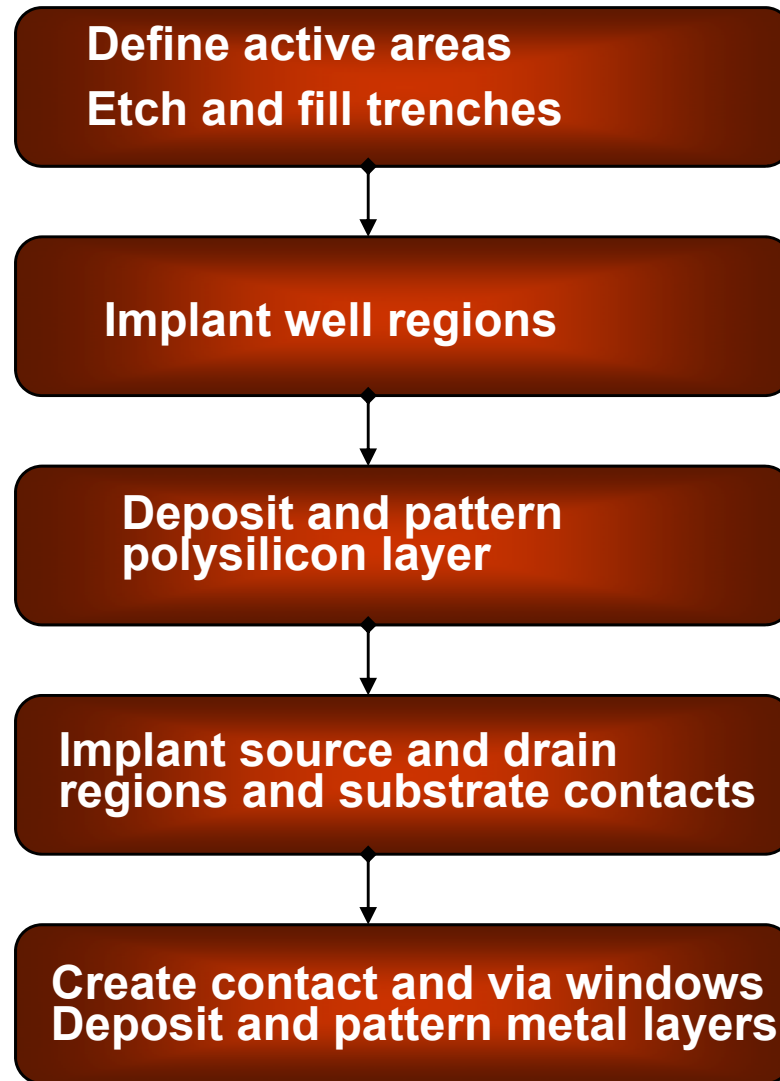 Define active areas
Etch and fill trenches
Implant well regions
Deposit and pattern
polysilicon layer
Implant source and drain
regions and substrate contacts
Create contact and via windows
Deposit and pattern metal layers